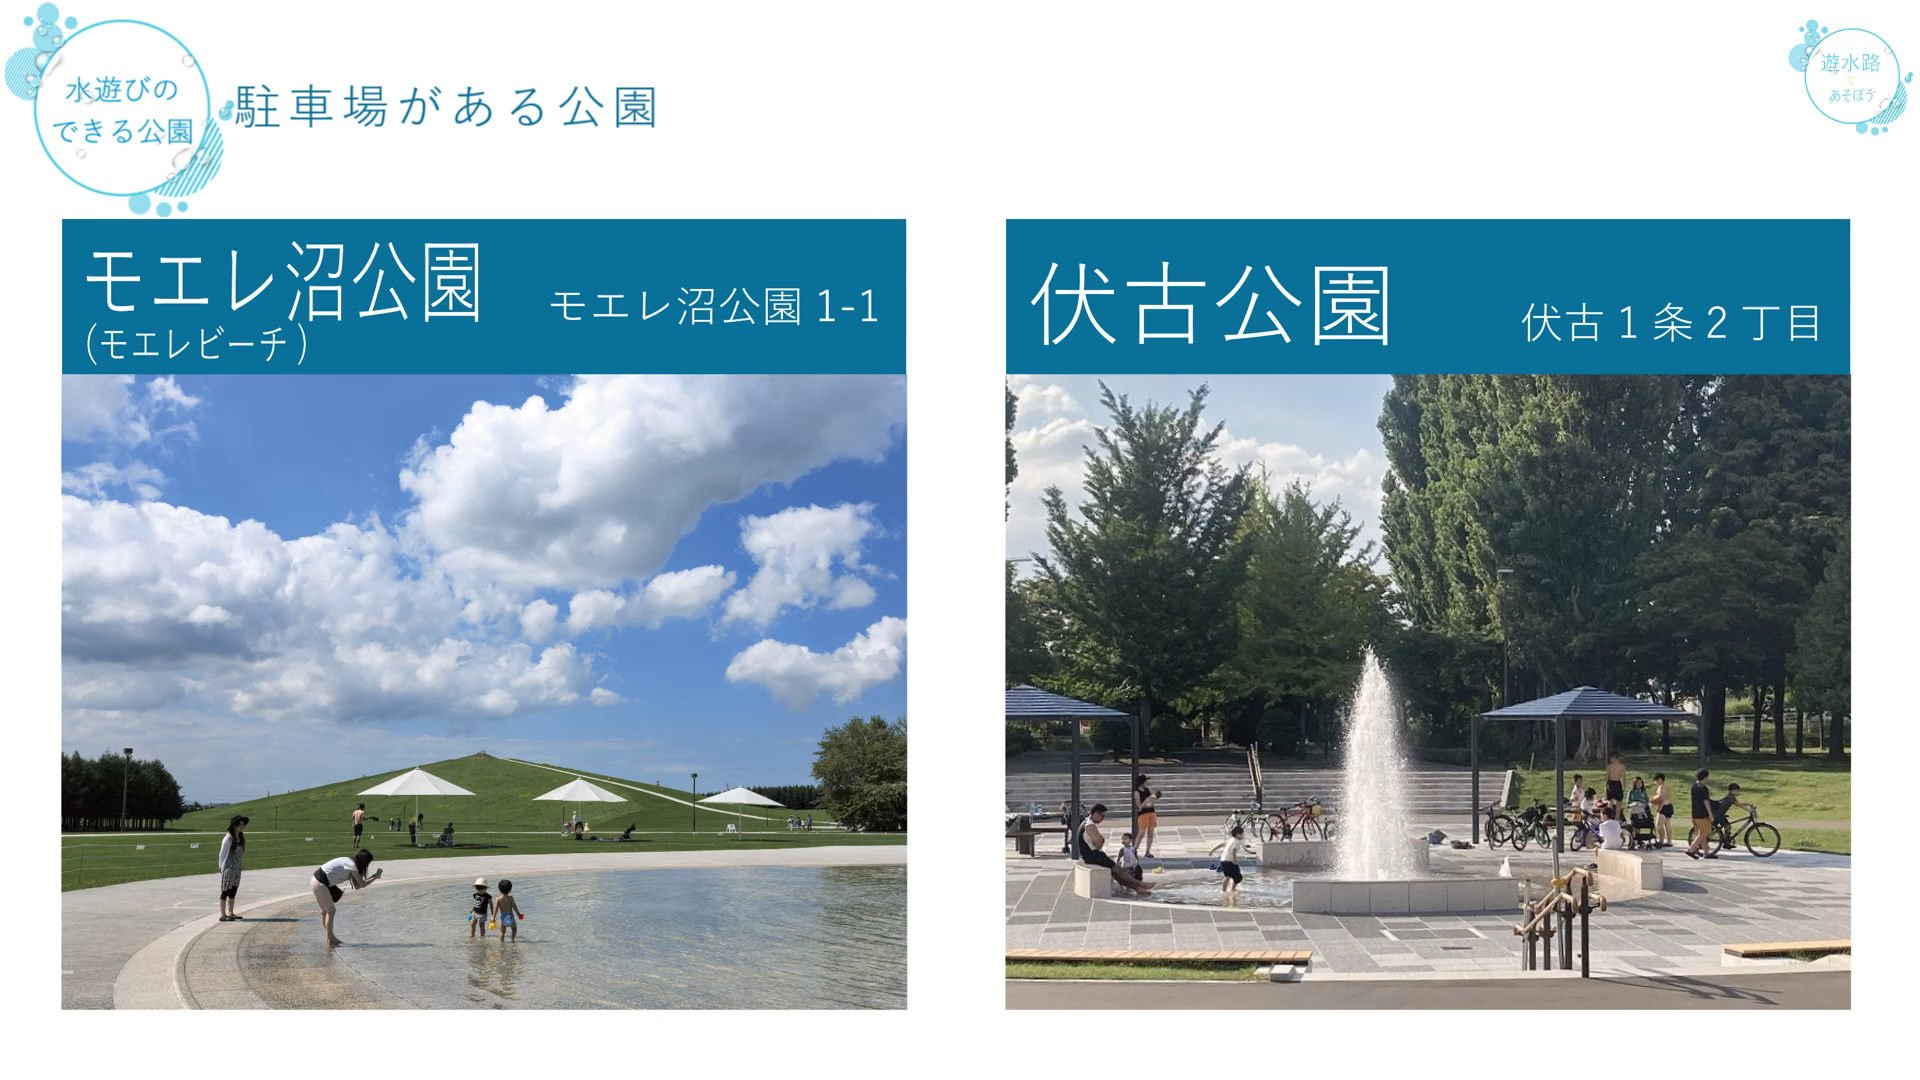 水遊びの
できる公園
駐車場がある公園
遊水路
で
あそぼう
モエレ沼公園
(モエレビーチ)
モエレ沼公園 1-1
伏古公園
伏古 1 条 2 丁目